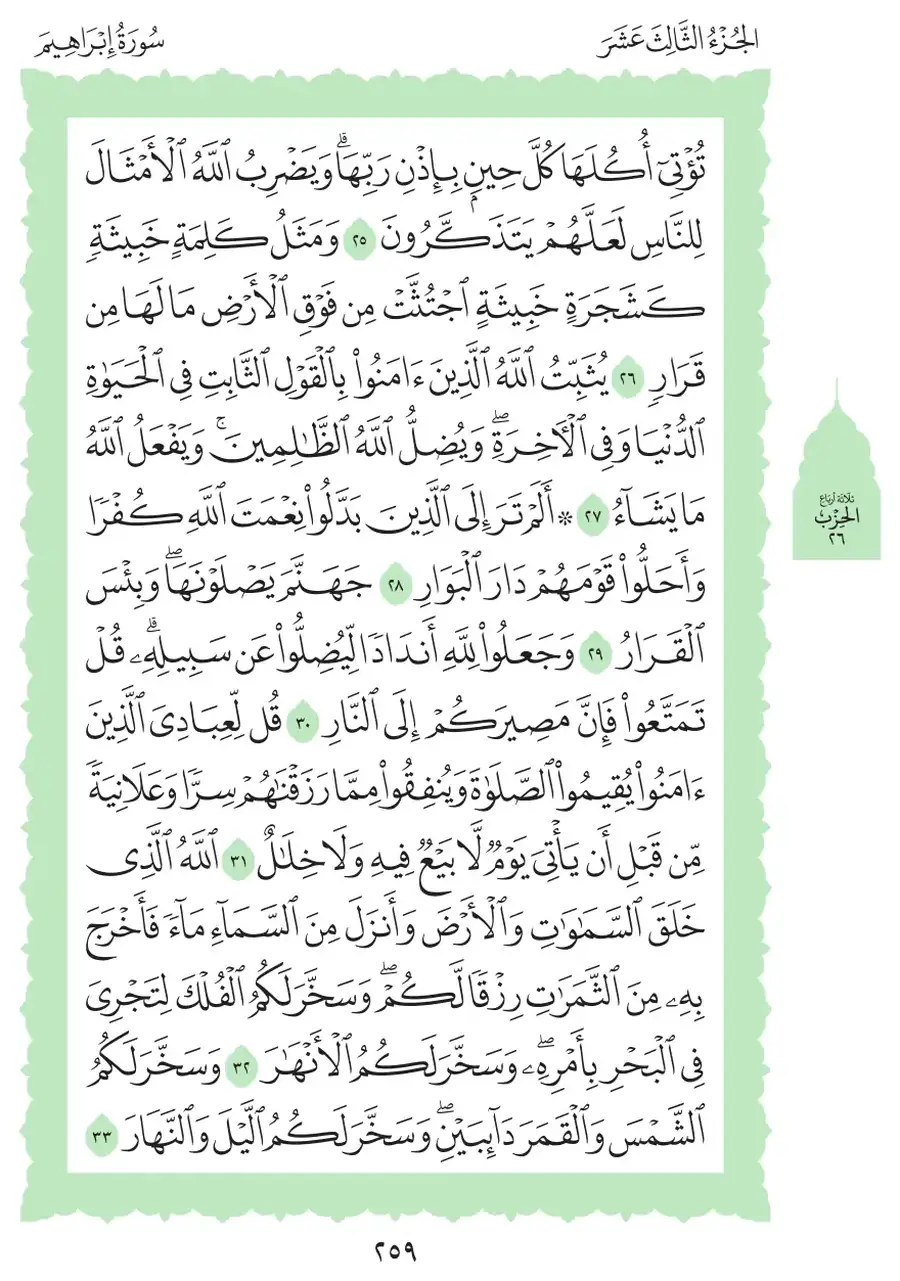 الجُزْءُ الثَّالِثَ عَشَرَ
سُورَةُ إِبْرَاهِيمَ
تُؤْتِىٓ أُكُلَهَا كُلَّ حِينِۭ بِإِذْنِ رَبِّهَاۗ وَيَضْرِبُ ٱللَّهُ ٱلْأَمْثَالَ
لِلنَّاسِ لَعَلَّهُمْ يَتَذَكَّرُونَ ٢٥ وَمَثَلُ كَلِمَةٍ خَبِيثَةٖ
كَشَجَرَةٍ خَبِيثَةٍ ٱجْتُثَّتْ مِن فَوْقِ ٱلْأَرْضِ مَا لَهَا مِن
قَرَارٖ ٢٦ يُثَبِّتُ ٱللَّهُ ٱلَّذِينَ ءَامَنُوا۟ بِٱلْقَوْلِ ٱلثَّابِتِ فِى ٱلْحَيَوٰةِ
ٱلدُّنْيَا وَفِى ٱلْـَٔاخِرَةِۖ وَيُضِلُّ ٱللَّهُ ٱلظَّـٰلِمِينَۚ وَيَفْعَلُ ٱللَّهُ
مَا يَشَآءُ ٢٧ ۞ أَلَمْ تَرَ إِلَى ٱلَّذِينَ بَدَّلُوا۟ نِعْمَتَ ٱللَّهِ كُفْرٗا
وَأَحَلُّوا۟ قَوْمَهُمْ دَارَ ٱلْبَوَارِ ٢٨ جَهَنَّمَ يَصْلَوْنَهَاۖ وَبِئْسَ
ٱلْقَرَارُ ٢٩ وَجَعَلُوا۟ لِلَّهِ أَندَادٗا لِّيُضِلُّوا۟ عَن سَبِيلِهِۦۗ قُلْ
تَمَتَّعُوا۟ فَإِنَّ مَصِيرَكُمْ إِلَى ٱلنَّارِ ٣٠ قُل لِّعِبَادِىَ ٱلَّذِينَ
ءَامَنُوا۟ يُقِيمُوا۟ ٱلصَّلَوٰةَ وَيُنفِقُوا۟ مِمَّا رَزَقْنَـٰهُمْ سِرّٗا وَعَلَانِيَةٗ
مِّن قَبْلِ أَن يَأْتِىَ يَوْمٞ لَّا بَيْعٞ فِيهِ وَلَا خِلَـٰلٌ ٣١ ٱللَّهُ ٱلَّذِى
خَلَقَ ٱلسَّمَـٰوَٰتِ وَٱلْأَرْضَ وَأَنزَلَ مِنَ ٱلسَّمَآءِ مَآءٗ فَأَخْرَجَ
بِهِۦ مِنَ ٱلثَّمَرَٰتِ رِزْقٗا لَّكُمْۖ وَسَخَّرَ لَكُمُ ٱلْفُلْكَ لِتَجْرِىَ
فِى ٱلْبَحْرِ بِأَمْرِهِۦۖ وَسَخَّرَ لَكُمُ ٱلْأَنْهَـٰرَ ٣٢ وَسَخَّرَ لَكُمُ
ٱلشَّمْسَ وَٱلْقَمَرَ دَآئِبَيْنِۖ وَسَخَّرَ لَكُمُ ٱلَّيْلَ وَٱلنَّهَارَ ٣٣
ثلاثة أرباع
الحِزْب
٢٦
٢٥٩